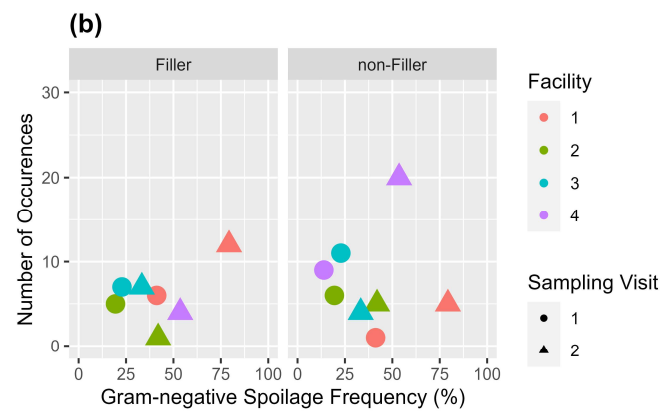 (b)
Filler
non-Filler
30
20
10
0
Number of Occurences
0 25 50 75 100
0 25 50 75 100
Gram-negative Spoilage Frequency (%)
Facility
1
2
3
4
Sampling Visit
1
2